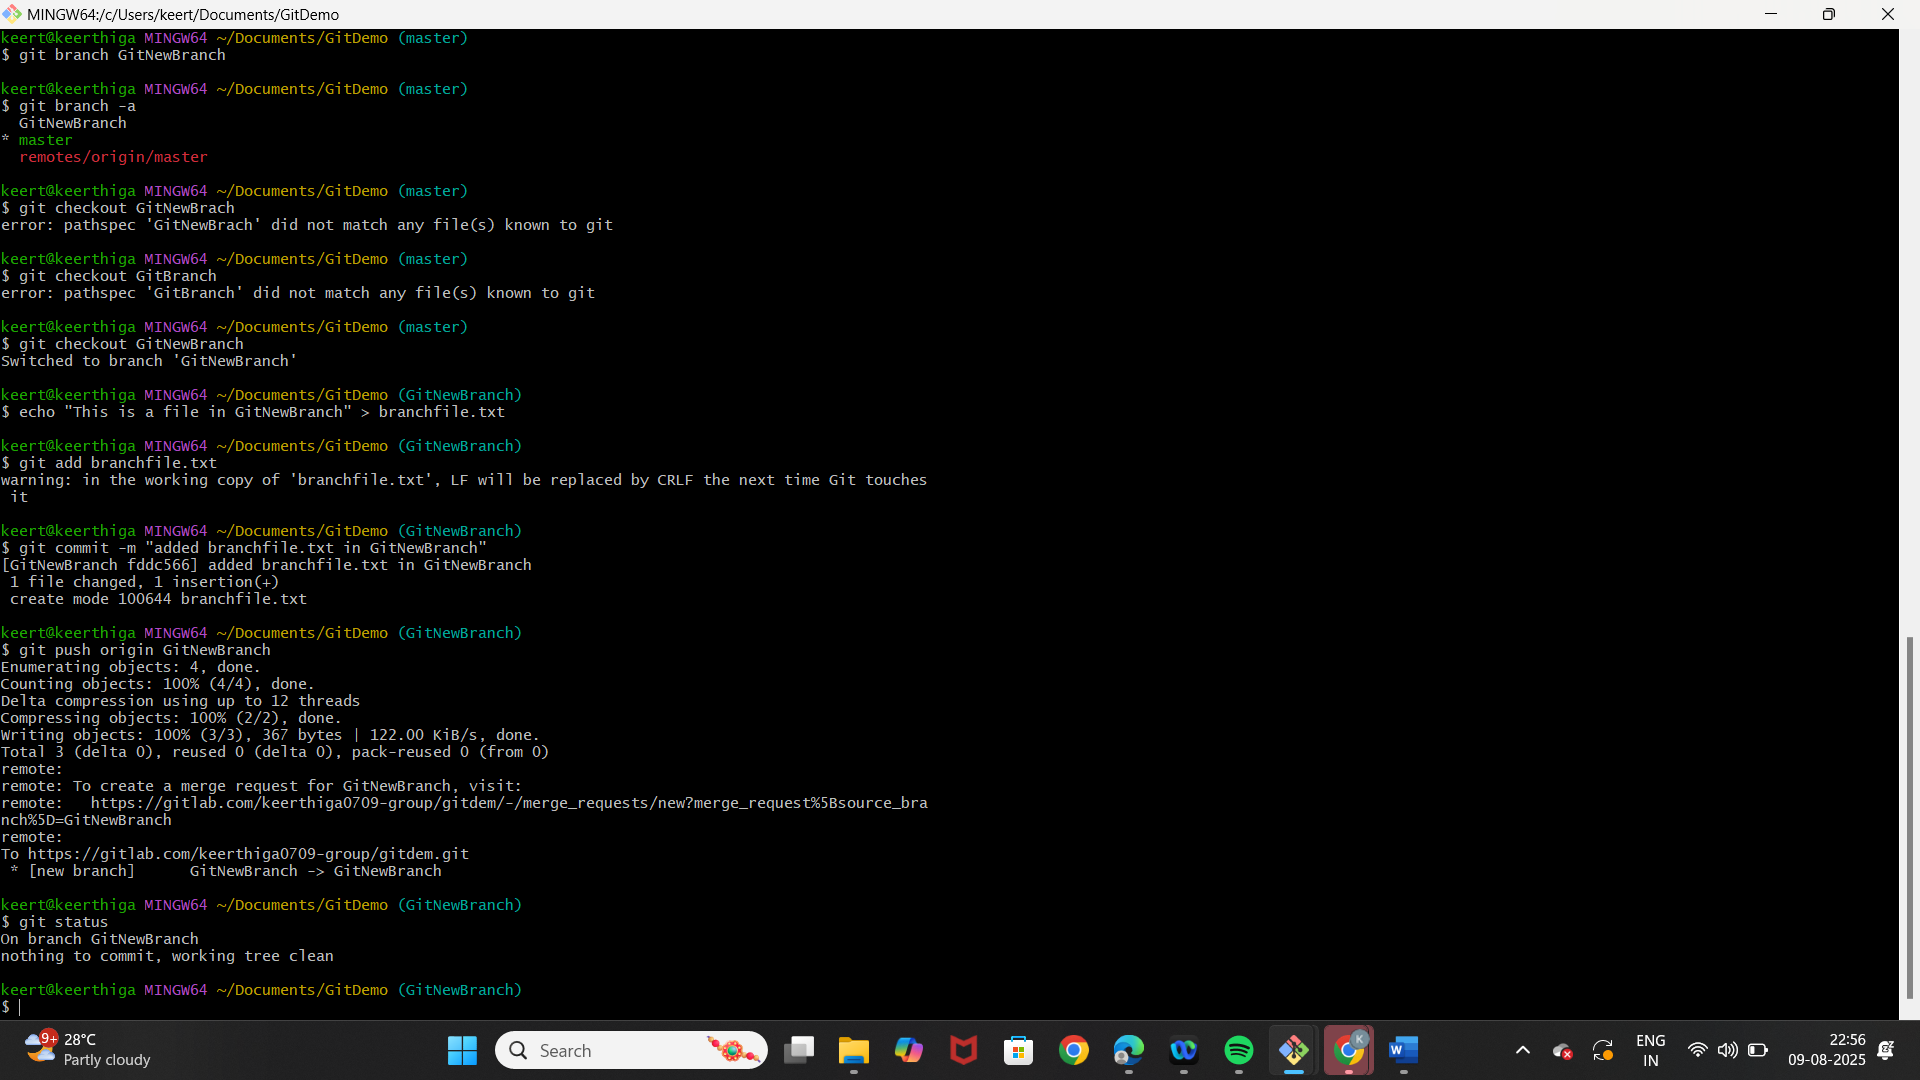 MINGW64:/c/Users/keert/Documents/GitDemo
keert@keerthiga MINGW64 ~/Documents/GitDemo (master)
$ git branch GitNewBranch
keert@keerthiga MINGW64 ~/Documents/GitDemo (master)
$ git branch -a
  GitNewBranch
* master
  remotes/origin/master
keert@keerthiga MINGW64 ~/Documents/GitDemo (master)
$ git checkout GitNewBrach
error: pathspec 'GitNewBrach' did not match any file(s) known to git
keert@keerthiga MINGW64 ~/Documents/GitDemo (master)
$ git checkout GitBranch
error: pathspec 'GitBranch' did not match any file(s) known to git
keert@keerthiga MINGW64 ~/Documents/GitDemo (master)
$ git checkout GitNewBranch
Switched to branch 'GitNewBranch'
keert@keerthiga MINGW64 ~/Documents/GitDemo (GitNewBranch)
$ echo "This is a file in GitNewBranch" > branchfile.txt
keert@keerthiga MINGW64 ~/Documents/GitDemo (GitNewBranch)
$ git add branchfile.txt
warning: in the working copy of 'branchfile.txt', LF will be replaced by CRLF the next time Git touches
 it
keert@keerthiga MINGW64 ~/Documents/GitDemo (GitNewBranch)
$ git commit -m "added branchfile.txt in GitNewBranch"
[GitNewBranch fddc566] added branchfile.txt in GitNewBranch
 1 file changed, 1 insertion(+)
 create mode 100644 branchfile.txt
keert@keerthiga MINGW64 ~/Documents/GitDemo (GitNewBranch)
$ git push origin GitNewBranch
Enumerating objects: 4, done.
Counting objects: 100% (4/4), done.
Delta compression using up to 12 threads
Compressing objects: 100% (2/2), done.
Writing objects: 100% (3/3), 367 bytes | 122.00 KiB/s, done.
Total 3 (delta 0), reused 0 (delta 0), pack-reused 0 (from 0)
remote:
remote: To create a merge request for GitNewBranch, visit:
remote:   https://gitlab.com/keerthiga0709-group/gitdem/-/merge_requests/new?merge_request%5Bsource_bra
nch%5D=GitNewBranch
remote:
To https://gitlab.com/keerthiga0709-group/gitdem.git
 * [new branch]      GitNewBranch -> GitNewBranch
keert@keerthiga MINGW64 ~/Documents/GitDemo (GitNewBranch)
$ git status
On branch GitNewBranch
nothing to commit, working tree clean
keert@keerthiga MINGW64 ~/Documents/GitDemo (GitNewBranch)
$
9+
28°C
Partly cloudy
Search
K
W
ENG
IN
22:56
09-08-2025